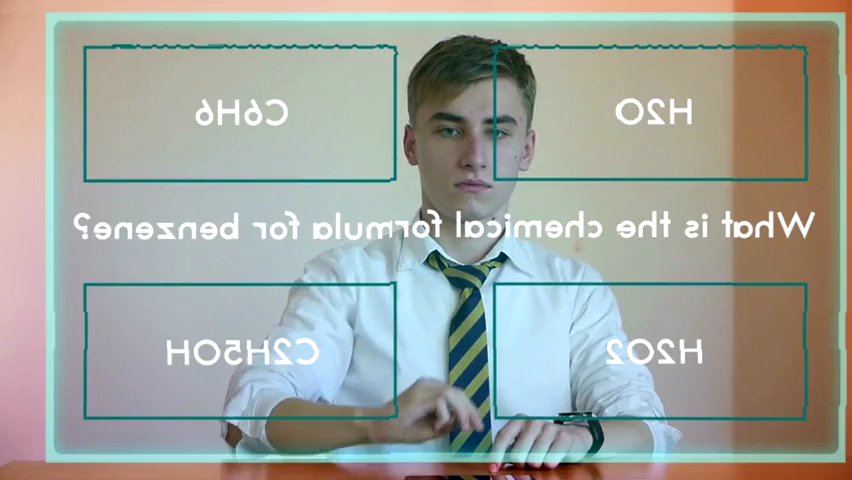 H2O
C6H6
What is the chemical formula for benzene?
H2O2
C2H5OH